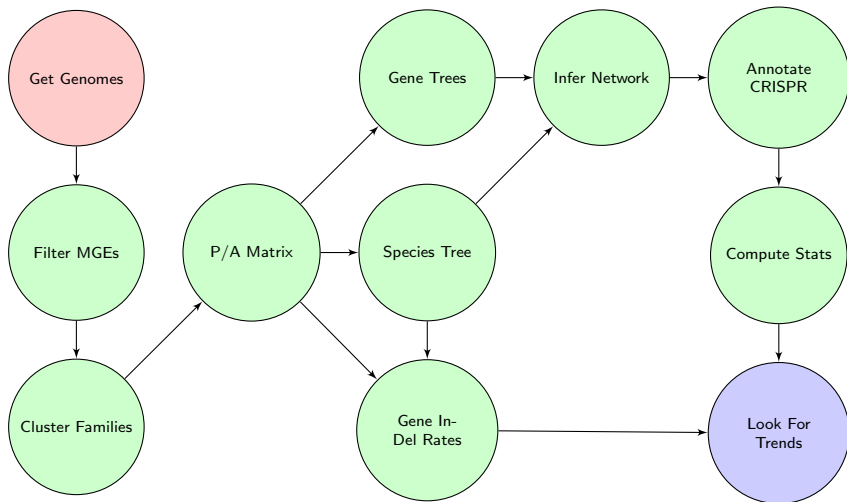 Get Genomes
Filter MGEs
Cluster Families
P/A Matrix
Gene Trees
Species Tree
Gene In-
Del Rates
Infer Network
Annotate
CRISPR
Compute Stats
Look For
Trends